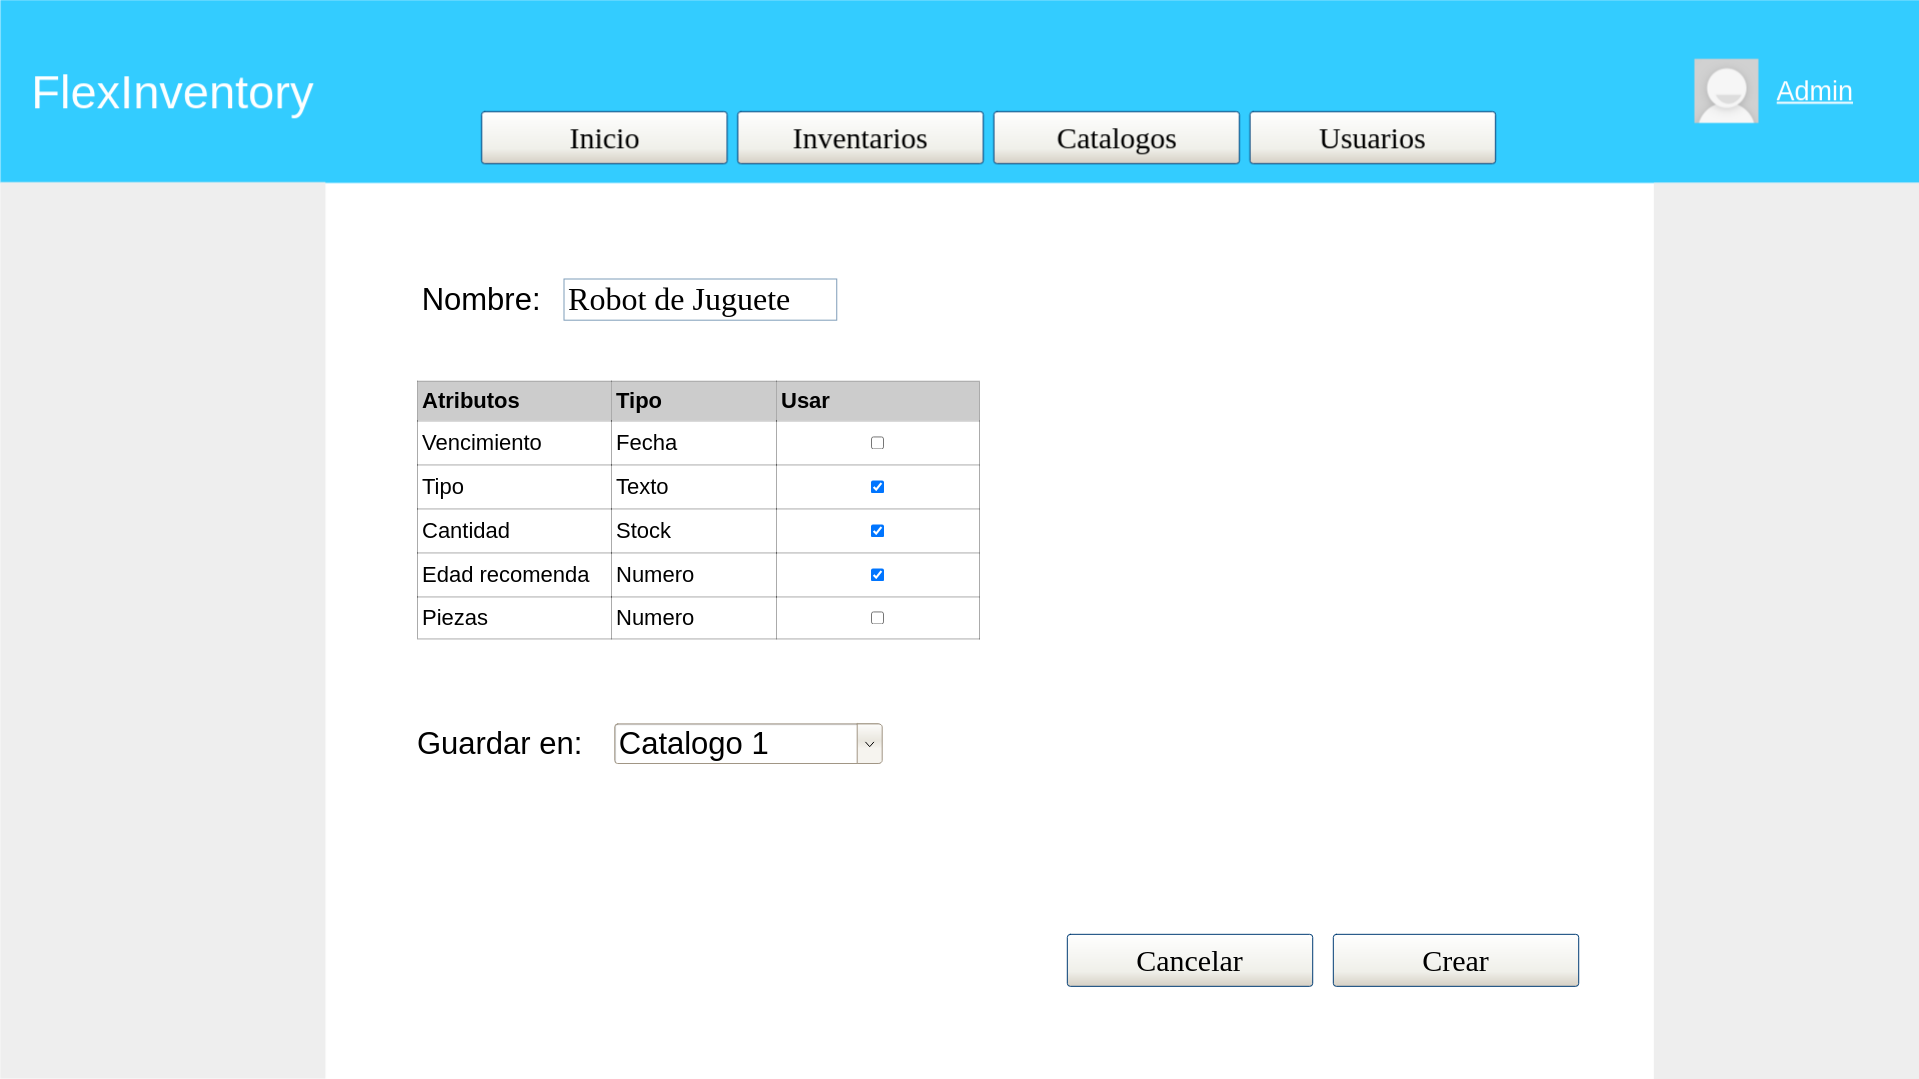 FlexInventory
Admin
Inicio Inventarios Catalogos Usuarios
Nombre: Robot de Juguete
Atributos Tipo Usar
Vencimiento Fecha
Tipo Texto
Cantidad Stock
Edad recomenda Numero
Piezas Numero
Guardar en: Catalogo 1
Cancelar Crear